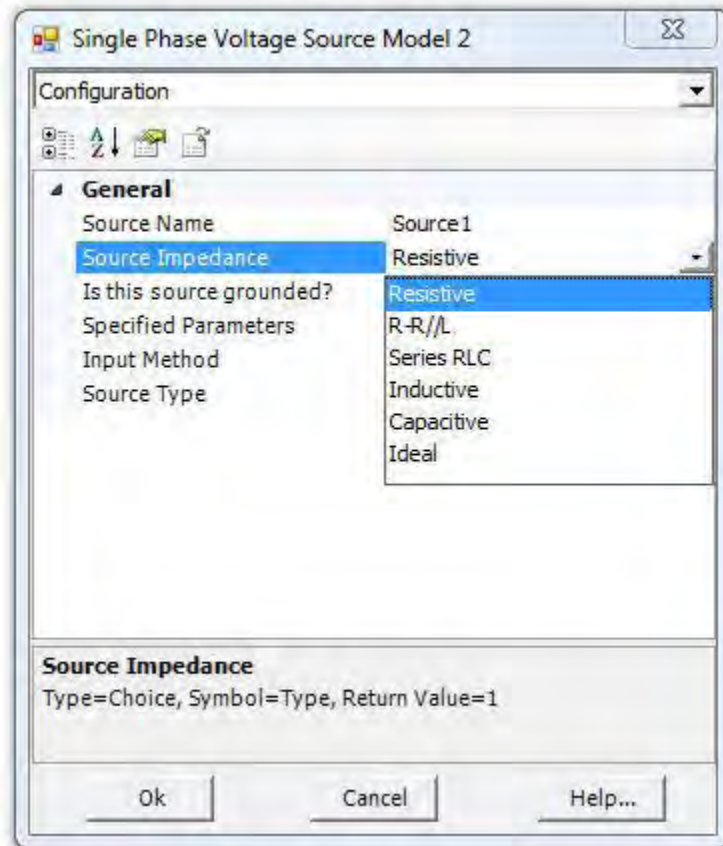 Single Phase Voltage Source Model 2
Configuration
General
Source Name Source1
Source Impedance Resistive
Is this source grounded? Resistive
Specified Parameters R-R//L
Input Method Series RLC
Source Type Inductive
Capacitive
Ideal
Source Impedance
Type=Choice, Symbol=Type, Return Value=1
Ok Cancel Help...